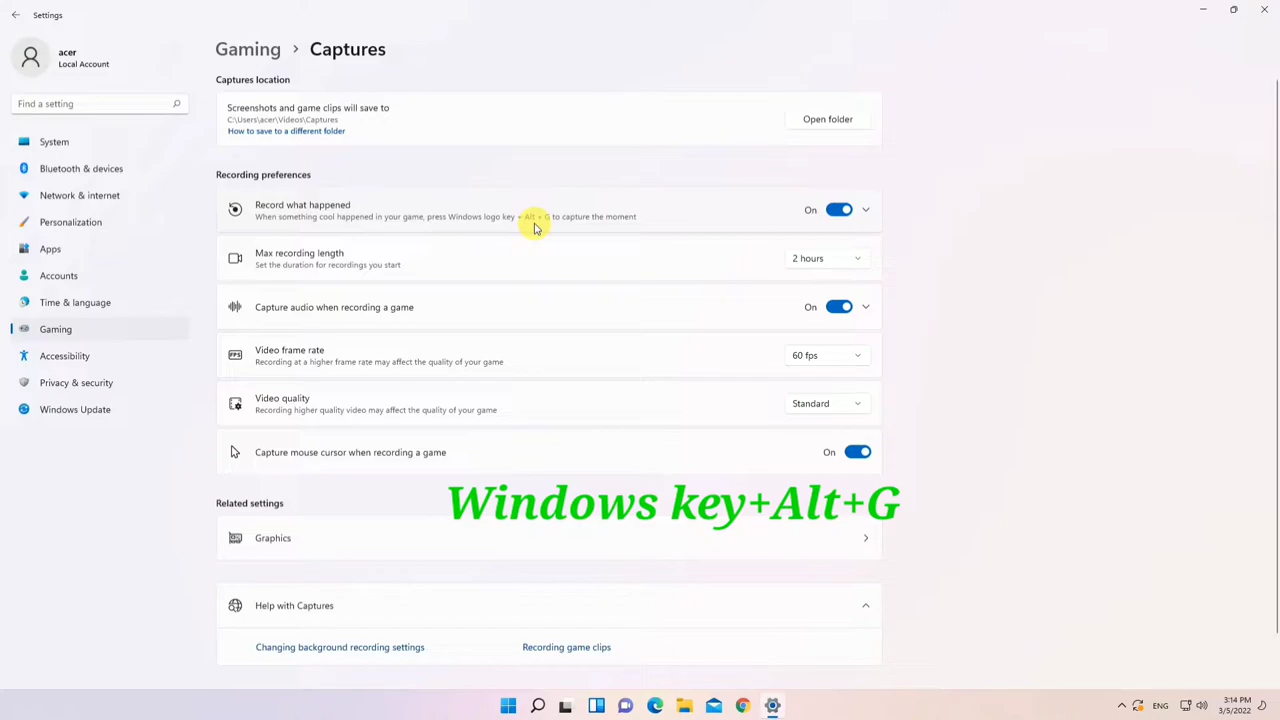 Settings
acer
Local Account
Find a setting
System
Bluetooth & devices
Network & internet
Personalization
Apps
Accounts
Time & language
Gaming
Accessibility
Privacy & security
Windows Update
Gaming > Captures
Captures location
Screenshots and game clips will save to
C:\Users\acer\Videos\Captures
How to save to a different folder
Open folder
Recording preferences
Record what happened
When something cool happened in your game, press Windows logo key + Alt + G to capture the moment
On
Max recording length
Set the duration for recordings you start
2 hours
Capture audio when recording a game
On
FPS
Video frame rate
Recording at a higher frame rate may affect the quality of your game
60 fps
Video quality
Recording higher quality video may affect the quality of your game
Standard
Capture mouse cursor when recording a game
On
Related settings
Windows key+Alt+G
Graphics
Help with Captures
Changing background recording settings
Recording game clips
ENG
3:14 PM
3/5/2022